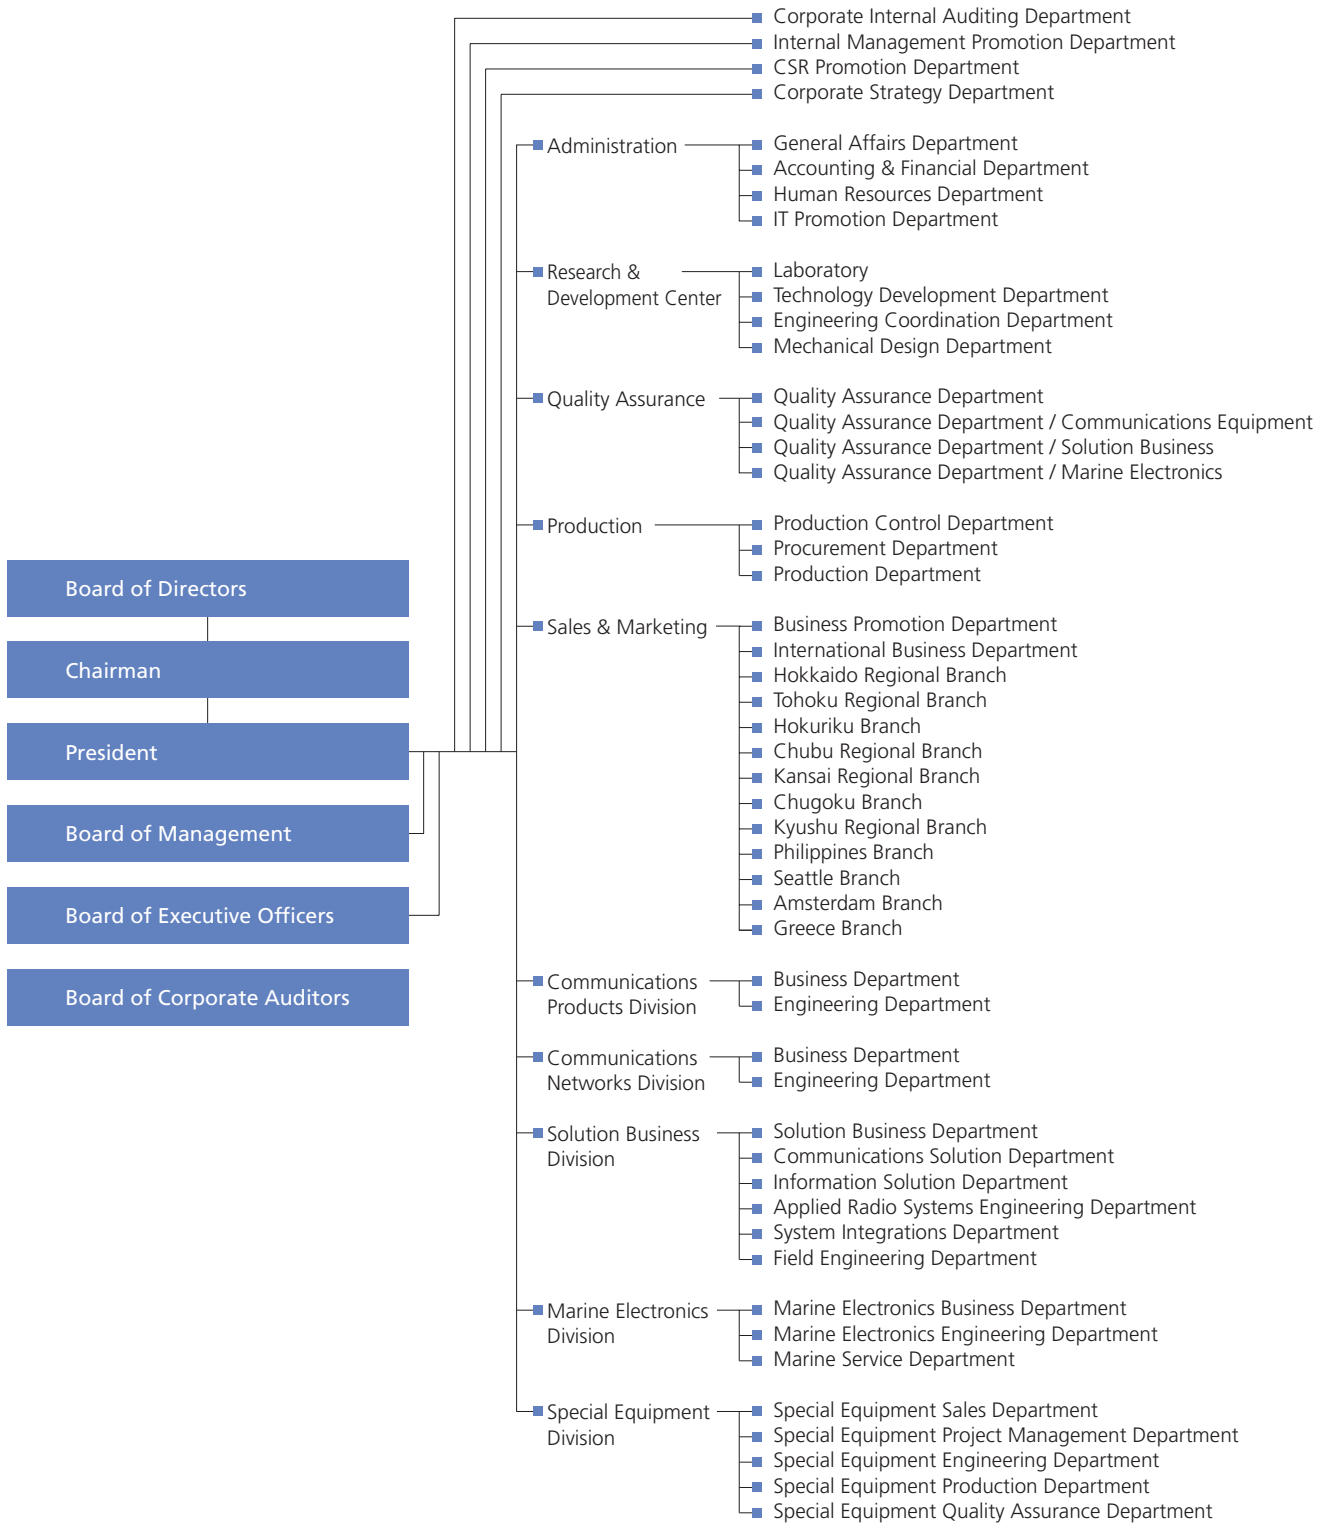 Corporate Internal Auditing Department
Internal Management Promotion Department
CSR Promotion Department
Corporate Strategy Department
Administration
General Affairs Department
Accounting & Financial Department
Human Resources Department
IT Promotion Department
Research &
Development Center
Laboratory
Technology Development Department
Engineering Coordination Department
Mechanical Design Department
Quality Assurance
Quality Assurance Department
Quality Assurance Department / Communications Equipment
Quality Assurance Department / Solution Business
Quality Assurance Department / Marine Electronics
Production
Production Control Department
Procurement Department
Production Department
Board of Directors
Chairman
President
Board of Management
Board of Executive Officers
Board of Corporate Auditors
Sales & Marketing
Business Promotion Department
International Business Department
Hokkaido Regional Branch
Tohoku Regional Branch
Hokuriku Branch
Chubu Regional Branch
Kansai Regional Branch
Chugoku Branch
Kyushu Regional Branch
Philippines Branch
Seattle Branch
Amsterdam Branch
Greece Branch
Communications
Products Division
Business Department
Engineering Department
Communications
Networks Division
Business Department
Engineering Department
Solution Business
Division
Solution Business Department
Communications Solution Department
Information Solution Department
Applied Radio Systems Engineering Department
System Integrations Department
Field Engineering Department
Marine Electronics
Division
Marine Electronics Business Department
Marine Electronics Engineering Department
Marine Service Department
Special Equipment
Division
Special Equipment Sales Department
Special Equipment Project Management Department
Special Equipment Engineering Department
Special Equipment Production Department
Special Equipment Quality Assurance Department